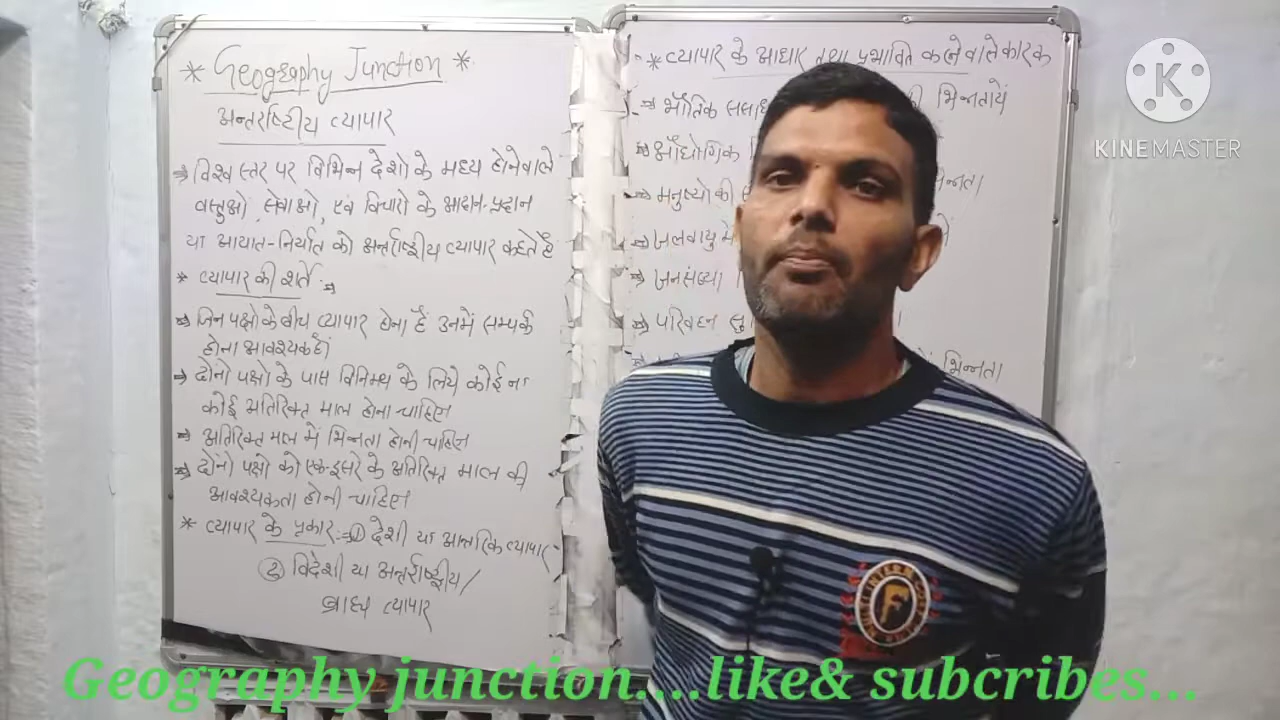 * Geography Junction *
अन्तर्राष्ट्रीय व्यापार
⇒ विश्व स्तर पर विभिन्न देशो के मध्य होनेवाले
वस्तुओ, सेवाओ, एवं विचारो के आदान-प्रदान
या आयात-निर्यात को अन्तर्राष्ट्रीय व्यापार कहते हैं
* व्यापार की शर्ते :⇒
⇒ जिन पक्षो के बीच व्यापार होना हैं उनमें सम्पर्क
होना आवश्यक हैं।
⇒ दोनो पक्षो के पास विनिमय के लिये कोई न
कोई अतिरिक्त माल होना चाहिए
⇒ अतिरिक्त माल में भिन्नता होनी चाहिए
⇒ दोनो पक्षो को एक-दूसरे के अतिरिक्त माल की
आवश्यकता होनी चाहिए
* व्यापार के प्रकार :⇒ ① देशी या आन्तरिक व्यापार
② विदेशी या अन्तर्राष्ट्रीय/
बाह्य व्यापार
* व्यापार के आधार तथा प्रभावित करने वाले कारक
⇒ भौतिक भिन्नतायें
⇒ औधोगिक
⇒ मनुष्यो की
⇒ जलवायु में
⇒ जनसंख्या
⇒ परिवहन
भिन्नता
K
KINEMASTER
F
Geography junction....like& subcribes...